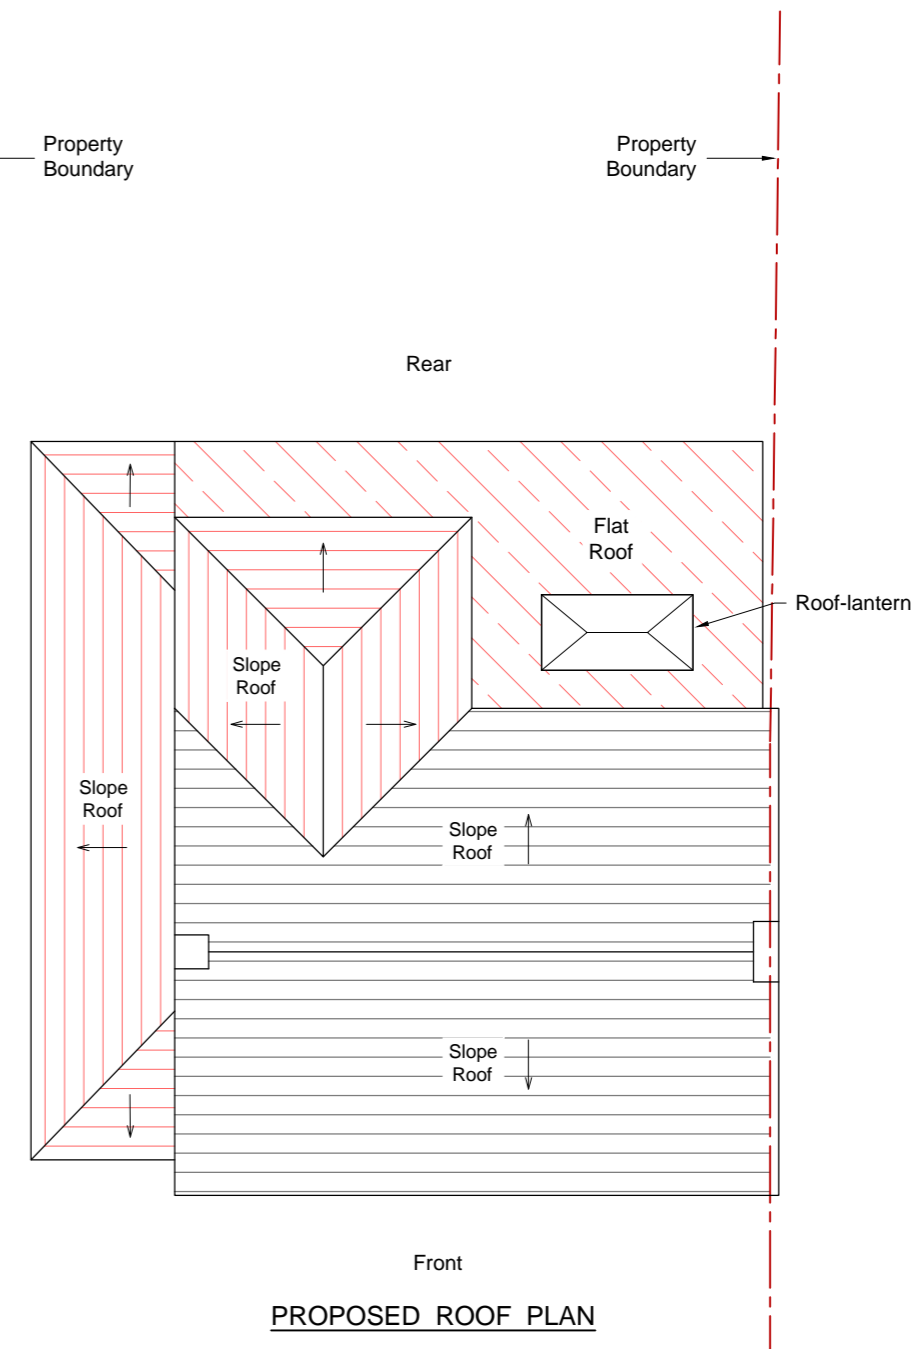 Property
Boundary
Property
Boundary
Rear
Flat
Roof
Roof-lantern
Slope
Roof
Slope
Roof
Slope
Roof
Slope
Roof
Front
PROPOSED ROOF PLAN